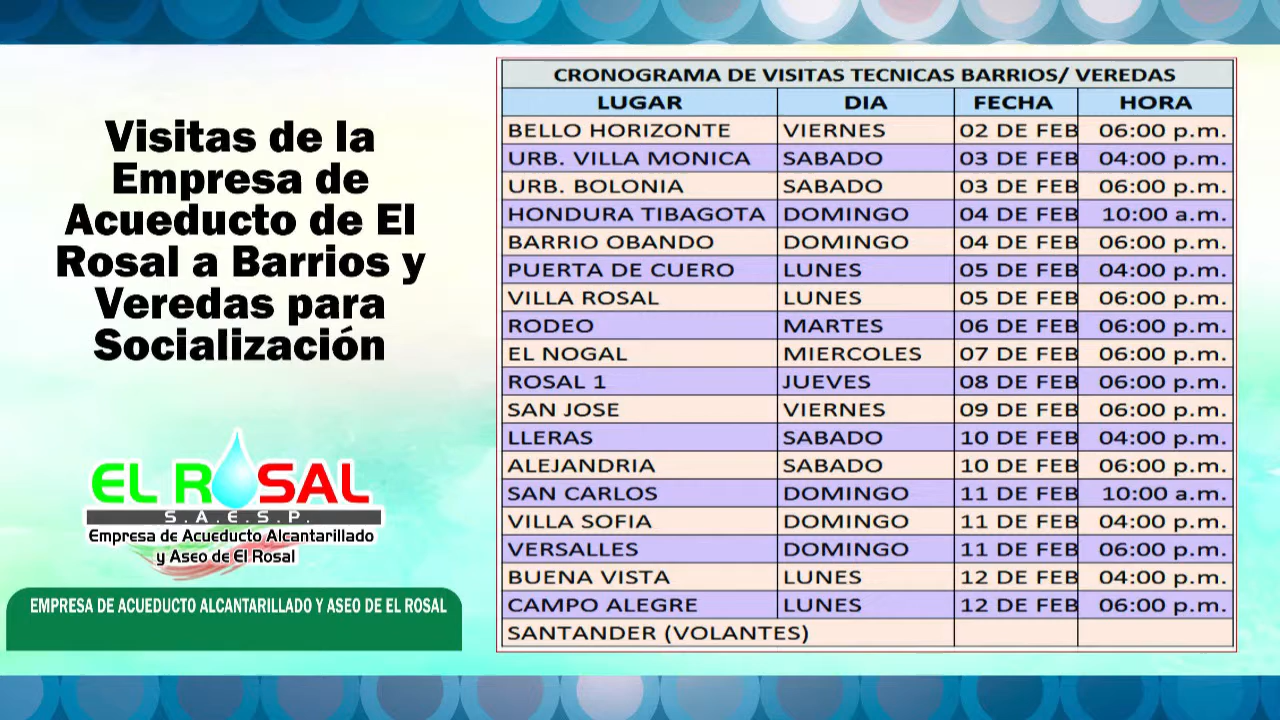 Visitas de la
Empresa de
Acueducto de El
Rosal a Barrios y
Veredas para
Socialización
EL ROSAL
S.A.E.S.P.
Empresa de Acueducto Alcantarillado
y Aseo de El Rosal
EMPRESA DE ACUEDUCTO ALCANTARILLADO Y ASEO DE EL ROSAL
CRONOGRAMA DE VISITAS TECNICAS BARRIOS/ VEREDAS
LUGAR DIA FECHA HORA
BELLO HORIZONTE VIERNES 02 DE FEB 06:00 p.m.
URB. VILLA MONICA SABADO 03 DE FEB 04:00 p.m.
URB. BOLONIA SABADO 03 DE FEB 06:00 p.m.
HONDURA TIBAGOTA DOMINGO 04 DE FEB 10:00 a.m.
BARRIO OBANDO DOMINGO 04 DE FEB 06:00 p.m.
PUERTA DE CUERO LUNES 05 DE FEB 04:00 p.m.
VILLA ROSAL LUNES 05 DE FEB 06:00 p.m.
RODEO MARTES 06 DE FEB 06:00 p.m.
EL NOGAL MIERCOLES 07 DE FEB 06:00 p.m.
ROSAL 1 JUEVES 08 DE FEB 06:00 p.m.
SAN JOSE VIERNES 09 DE FEB 06:00 p.m.
LLERAS SABADO 10 DE FEB 04:00 p.m.
ALEJANDRIA SABADO 10 DE FEB 06:00 p.m.
SAN CARLOS DOMINGO 11 DE FEB 10:00 a.m.
VILLA SOFIA DOMINGO 11 DE FEB 04:00 p.m.
VERSALLES DOMINGO 11 DE FEB 06:00 p.m.
BUENA VISTA LUNES 12 DE FEB 04:00 p.m.
CAMPO ALEGRE LUNES 12 DE FEB 06:00 p.m.
SANTANDER (VOLANTES)